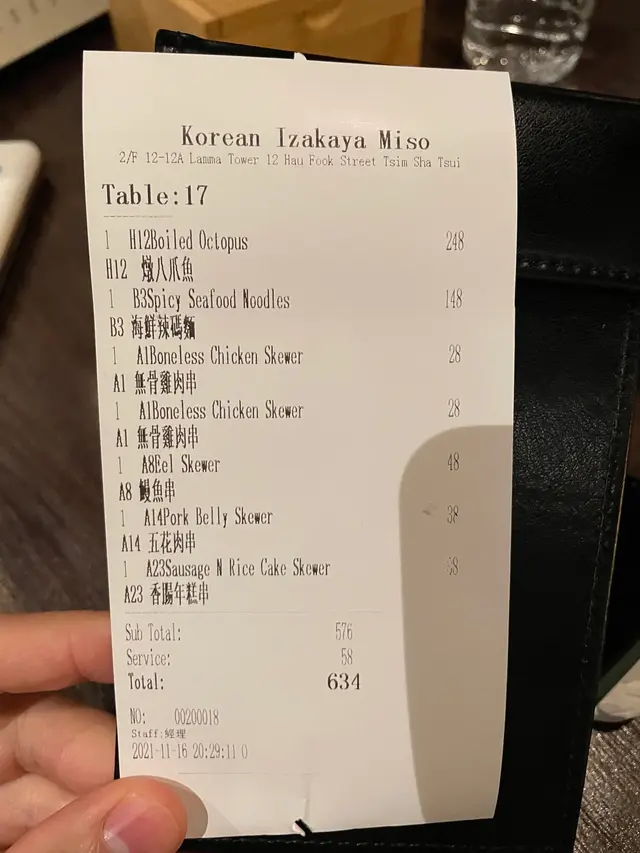 Korean Izakaya Miso
2/F 12-12A Lamma Tower 12 Hau Fook Street Tsim Sha Tsui
Table:17
1 H12Boiled Octopus 248
H12 燉八爪魚
1 B3Spicy Seafood Noodles 148
B3 海鮮辣碼麵
1 A1Boneless Chicken Skewer 28
A1 無骨雞肉串
1 A1Boneless Chicken Skewer 28
A1 無骨雞肉串
1 A8Eel Skewer 48
A8 鰻魚串
1 A14Pork Belly Skewer 38
A14 五花肉串
1 A23Sausage N Rice Cake Skewer 38
A23 香腸年糕串
Sub Total: 576
Service: 58
Total: 634
NO: 00200018
Staff:經理
2021-11-16 20:29:11 0